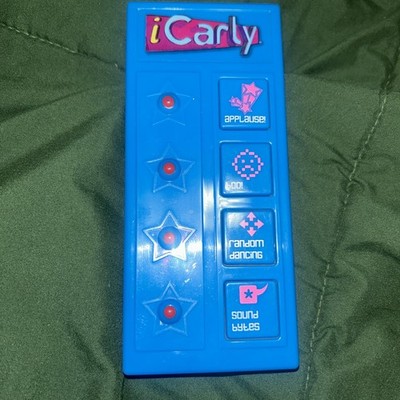 iCarly
applause!
boo!
random
dancing
sound
bytes